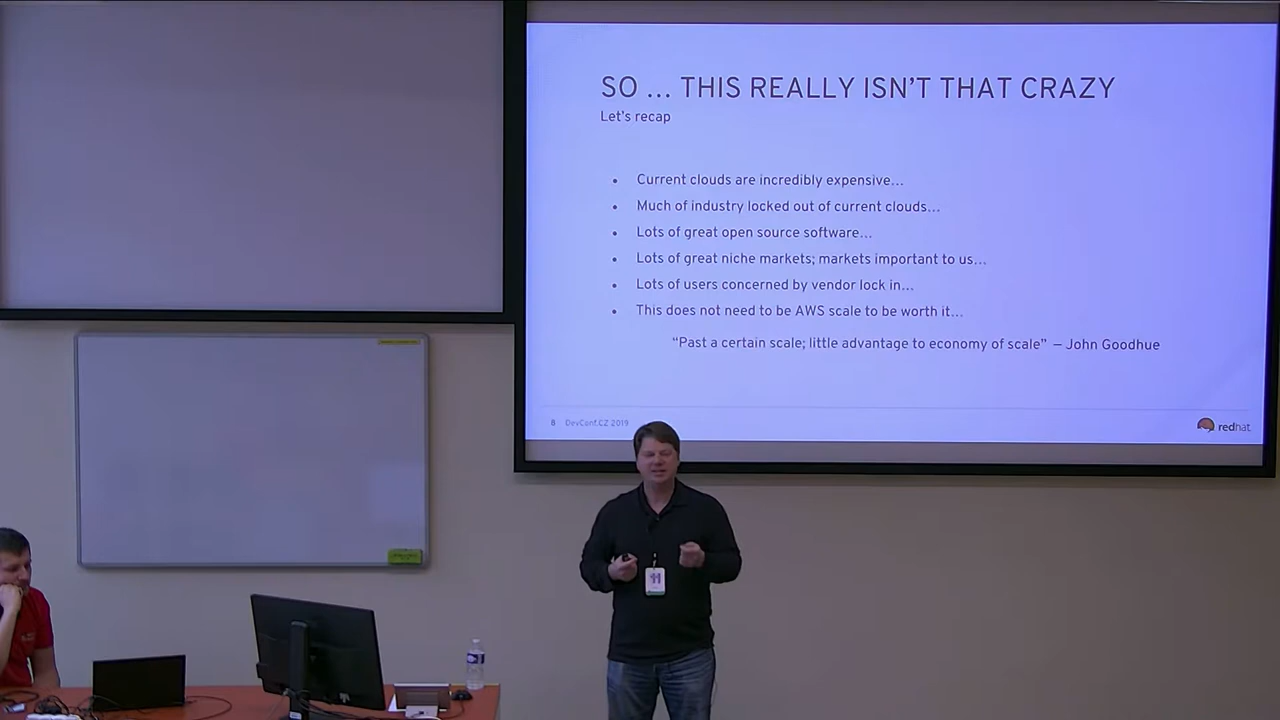 SO ... THIS REALLY ISN'T THAT CRAZY
Let's recap
• Current clouds are incredibly expensive...
• Much of industry locked out of current clouds...
• Lots of great open source software...
• Lots of great niche markets; markets important to us...
• Lots of users concerned by vendor lock in...
• This does not need to be AWS scale to be worth it...
“Past a certain scale; little advantage to economy of scale” — John Goodhue
8 DevConf.CZ 2019
redhat